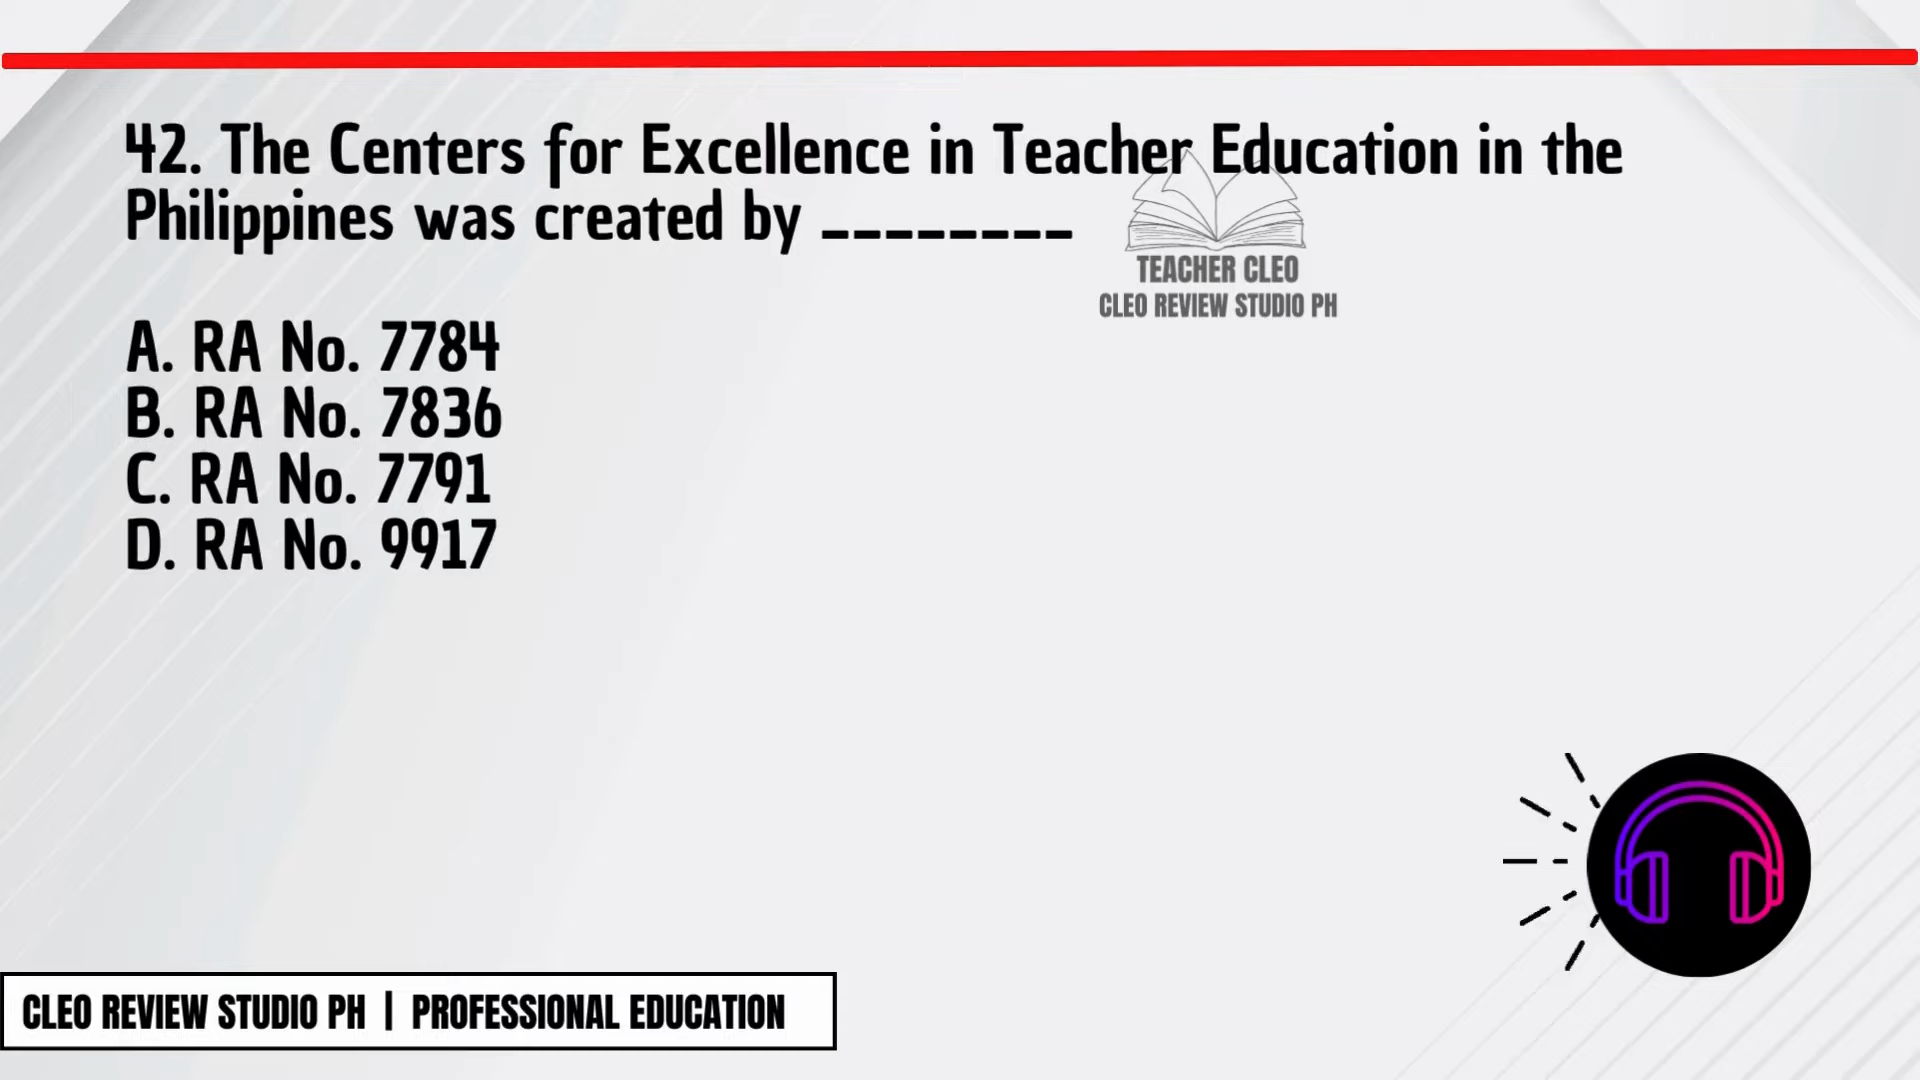 42. The Centers for Excellence in Teacher Education in the
Philippines was created by ________
TEACHER CLEO
CLEO REVIEW STUDIO PH
A. RA No. 7784
B. RA No. 7836
C. RA No. 7791
D. RA No. 9917
CLEO REVIEW STUDIO PH | PROFESSIONAL EDUCATION